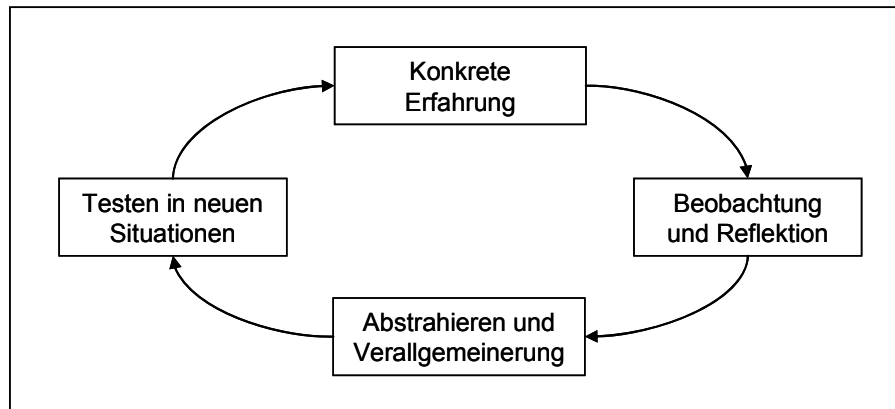 Konkrete
Erfahrung
Testen in neuen
Situationen
Beobachtung
und Reflektion
Abstrahieren und
Verallgemeinerung